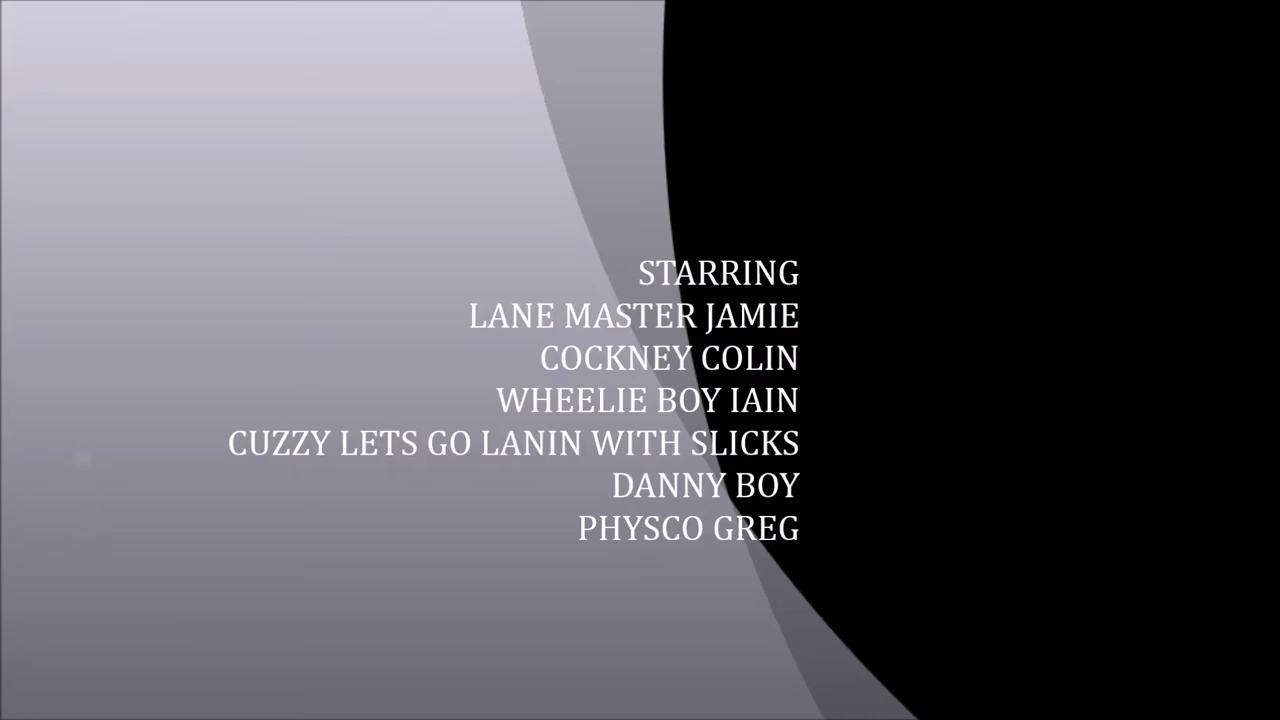 STARRING
LANE MASTER JAMIE
COCKNEY COLIN
WHEELIE BOY IAIN
CUZZY LETS GO LANIN WITH SLICKS
DANNY BOY
PHYSCO GREG